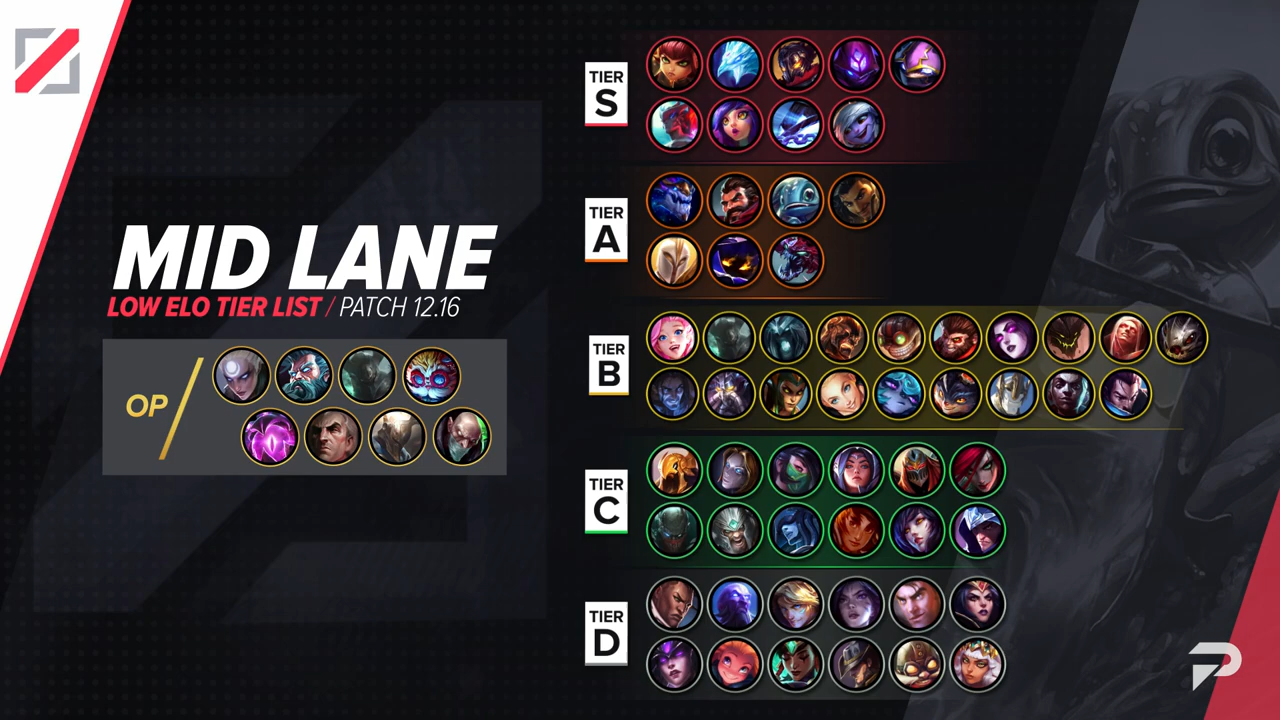 MID LANE
LOW ELO TIER LIST / PATCH 12.16
OP /
TIER
S
TIER
A
TIER
B
TIER
C
TIER
D